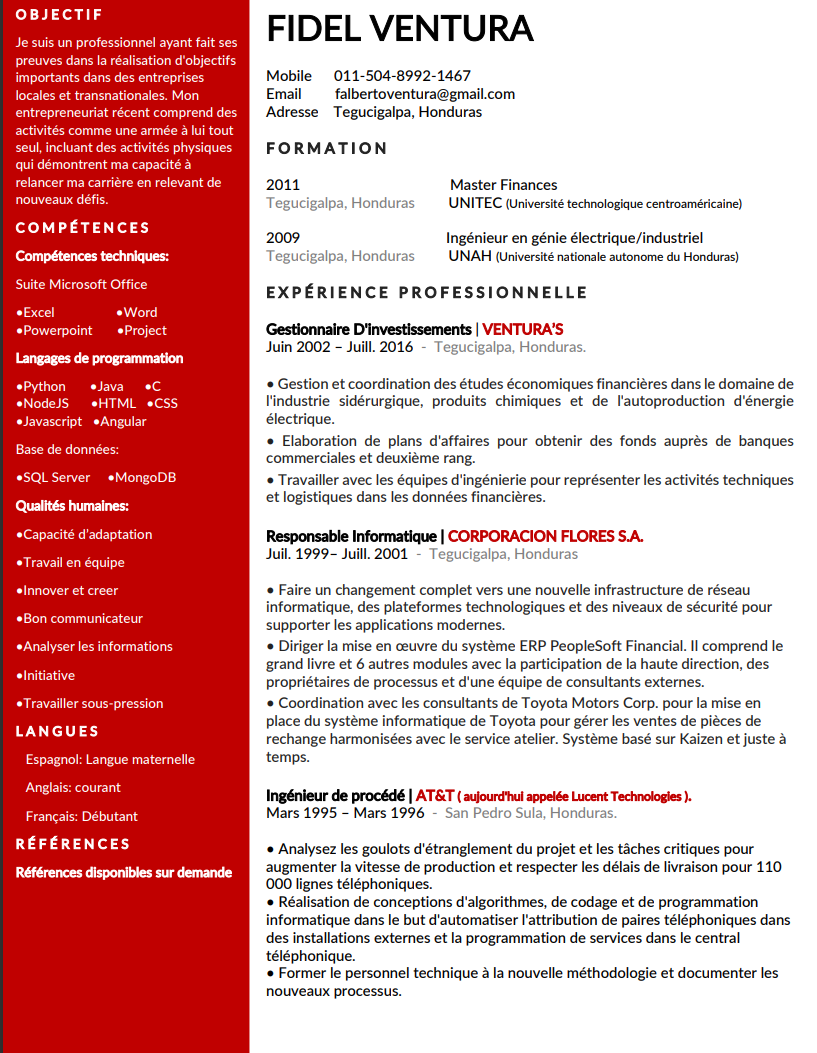 OBJECTIF
Je suis un professionnel ayant fait ses
preuves dans la réalisation d'objectifs
importants dans des entreprises
locales et transnationales. Mon
entrepreneuriat récent comprend des
activités comme une armée à lui tout
seul, incluant des activités physiques
qui démontrent ma capacité à
relancer ma carrière en relevant de
nouveaux défis.
COMPÉTENCES
Compétences techniques:
Suite Microsoft Office
•Excel •Word
•Powerpoint •Project
Langages de programmation
•Python •Java •C
•NodeJS •HTML •CSS
•Javascript •Angular
Base de données:
•SQL Server •MongoDB
Qualités humaines:
•Capacité d'adaptation
•Travail en équipe
•Innover et creer
•Bon communicateur
•Analyser les informations
•Initiative
•Travailler sous-pression
LANGUES
Espagnol: Langue maternelle
Anglais: courant
Français: Débutant
RÉFÉRENCES
Références disponibles sur demande
FIDEL VENTURA
Mobile 011-504-8992-1467
Email falbertoventura@gmail.com
Adresse Tegucigalpa, Honduras
FORMATION
2011 Master Finances
Tegucigalpa, Honduras UNITEC (Université technologique centroaméricaine)
2009 Ingénieur en génie électrique/industriel
Tegucigalpa, Honduras UNAH (Université nationale autonome du Honduras)
EXPÉRIENCE PROFESSIONNELLE
Gestionnaire D'investissements | VENTURA'S
Juin 2002 – Juill. 2016 - Tegucigalpa, Honduras.
• Gestion et coordination des études économiques financières dans le domaine de
l'industrie sidérurgique, produits chimiques et de l'autoproduction d'énergie
électrique.
• Elaboration de plans d'affaires pour obtenir des fonds auprès de banques
commerciales et deuxième rang.
• Travailler avec les équipes d'ingénierie pour représenter les activités techniques
et logistiques dans les données financières.
Responsable Informatique | CORPORACION FLORES S.A.
Juil. 1999– Juill. 2001 - Tegucigalpa, Honduras
• Faire un changement complet vers une nouvelle infrastructure de réseau
informatique, des plateformes technologiques et des niveaux de sécurité pour
supporter les applications modernes.
• Diriger la mise en œuvre du système ERP PeopleSoft Financial. Il comprend le
grand livre et 6 autres modules avec la participation de la haute direction, des
propriétaires de processus et d'une équipe de consultants externes.
• Coordination avec les consultants de Toyota Motors Corp. pour la mise en
place du système informatique de Toyota pour gérer les ventes de pièces de
rechange harmonisées avec le service atelier. Système basé sur Kaizen et juste à
temps.
Ingénieur de procédé | AT&T ( aujourd'hui appelée Lucent Technologies ).
Mars 1995 – Mars 1996 - San Pedro Sula, Honduras.
• Analysez les goulots d'étranglement du projet et les tâches critiques pour
augmenter la vitesse de production et respecter les délais de livraison pour 110
000 lignes téléphoniques.
• Réalisation de conceptions d'algorithmes, de codage et de programmation
informatique dans le but d'automatiser l'attribution de paires téléphoniques dans
des installations externes et la programmation de services dans le central
téléphonique.
• Former le personnel technique à la nouvelle méthodologie et documenter les
nouveaux processus.